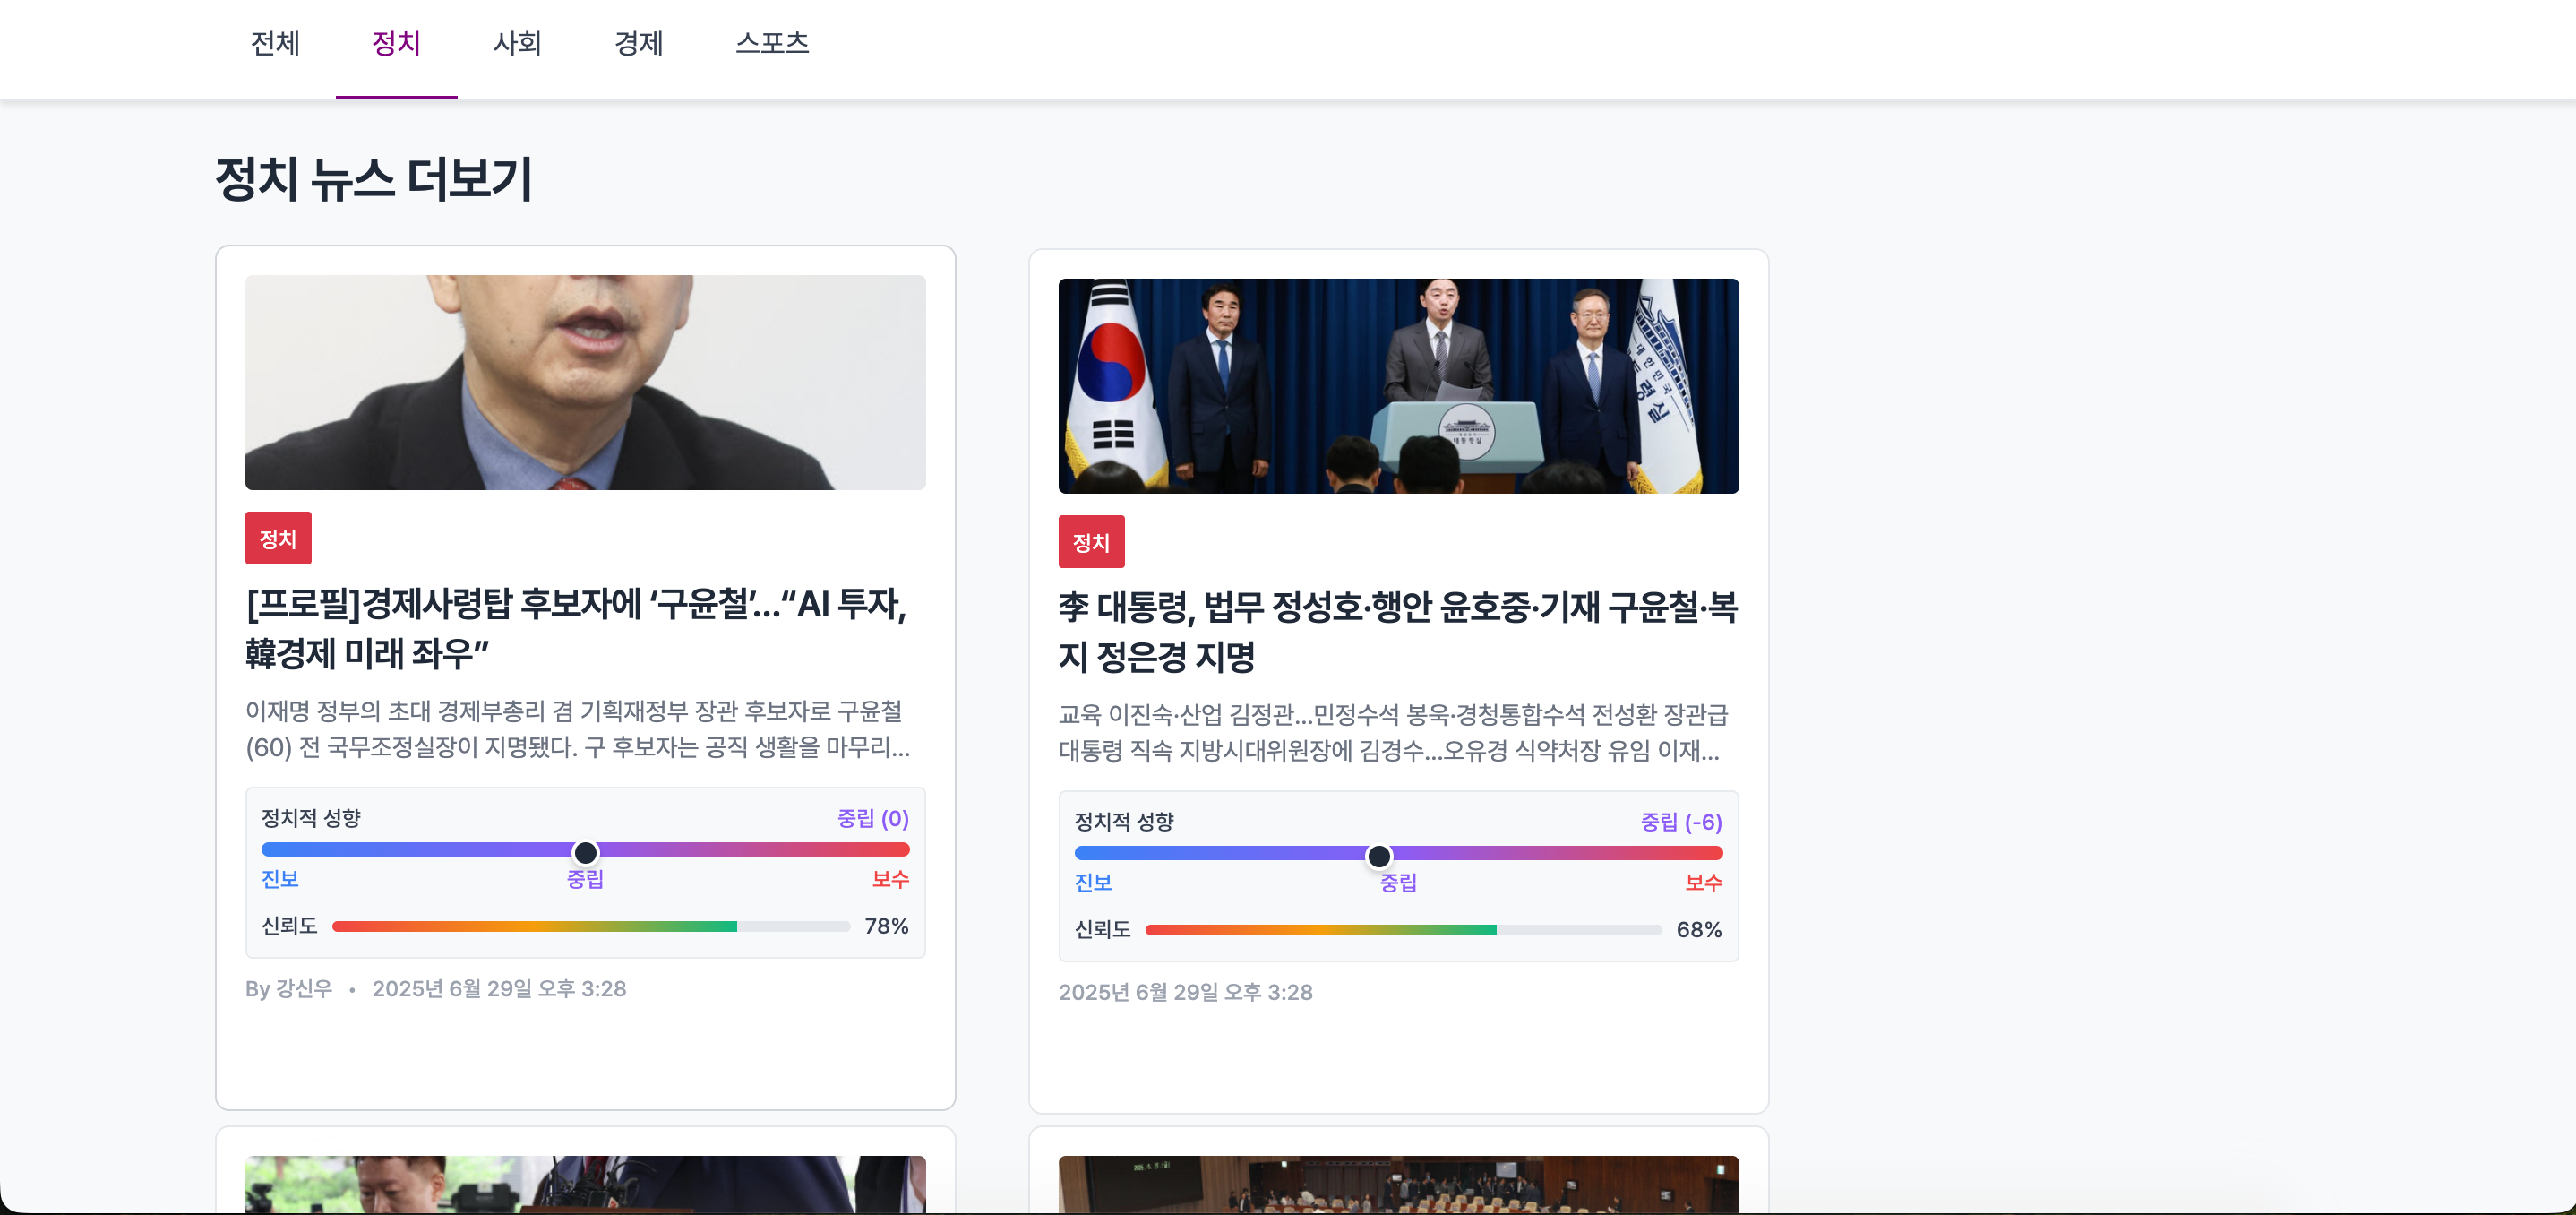 전체
정치
사회
경제
스포츠
정치 뉴스 더보기
정치
[프로필]경제사령탑 후보자에 ‘구윤철’…“AI 투자,
韓경제 미래 좌우”
이재명 정부의 초대 경제부총리 겸 기획재정부 장관 후보자로 구윤철
(60) 전 국무조정실장이 지명됐다. 구 후보자는 공직 생활을 마무리...
정치적 성향 중립 (0)
진보 중립 보수
신뢰도 78%
By 강신우 • 2025년 6월 29일 오후 3:28
대한민국
대통령실
정치
李 대통령, 법무 정성호·행안 윤호중·기재 구윤철·복
지 정은경 지명
교육 이진숙·산업 김정관…민정수석 봉욱·경청통합수석 전성환 장관급
대통령 직속 지방시대위원장에 김경수…오유경 식약처장 유임 이재...
정치적 성향 중립 (-6)
진보 중립 보수
신뢰도 68%
2025년 6월 29일 오후 3:28